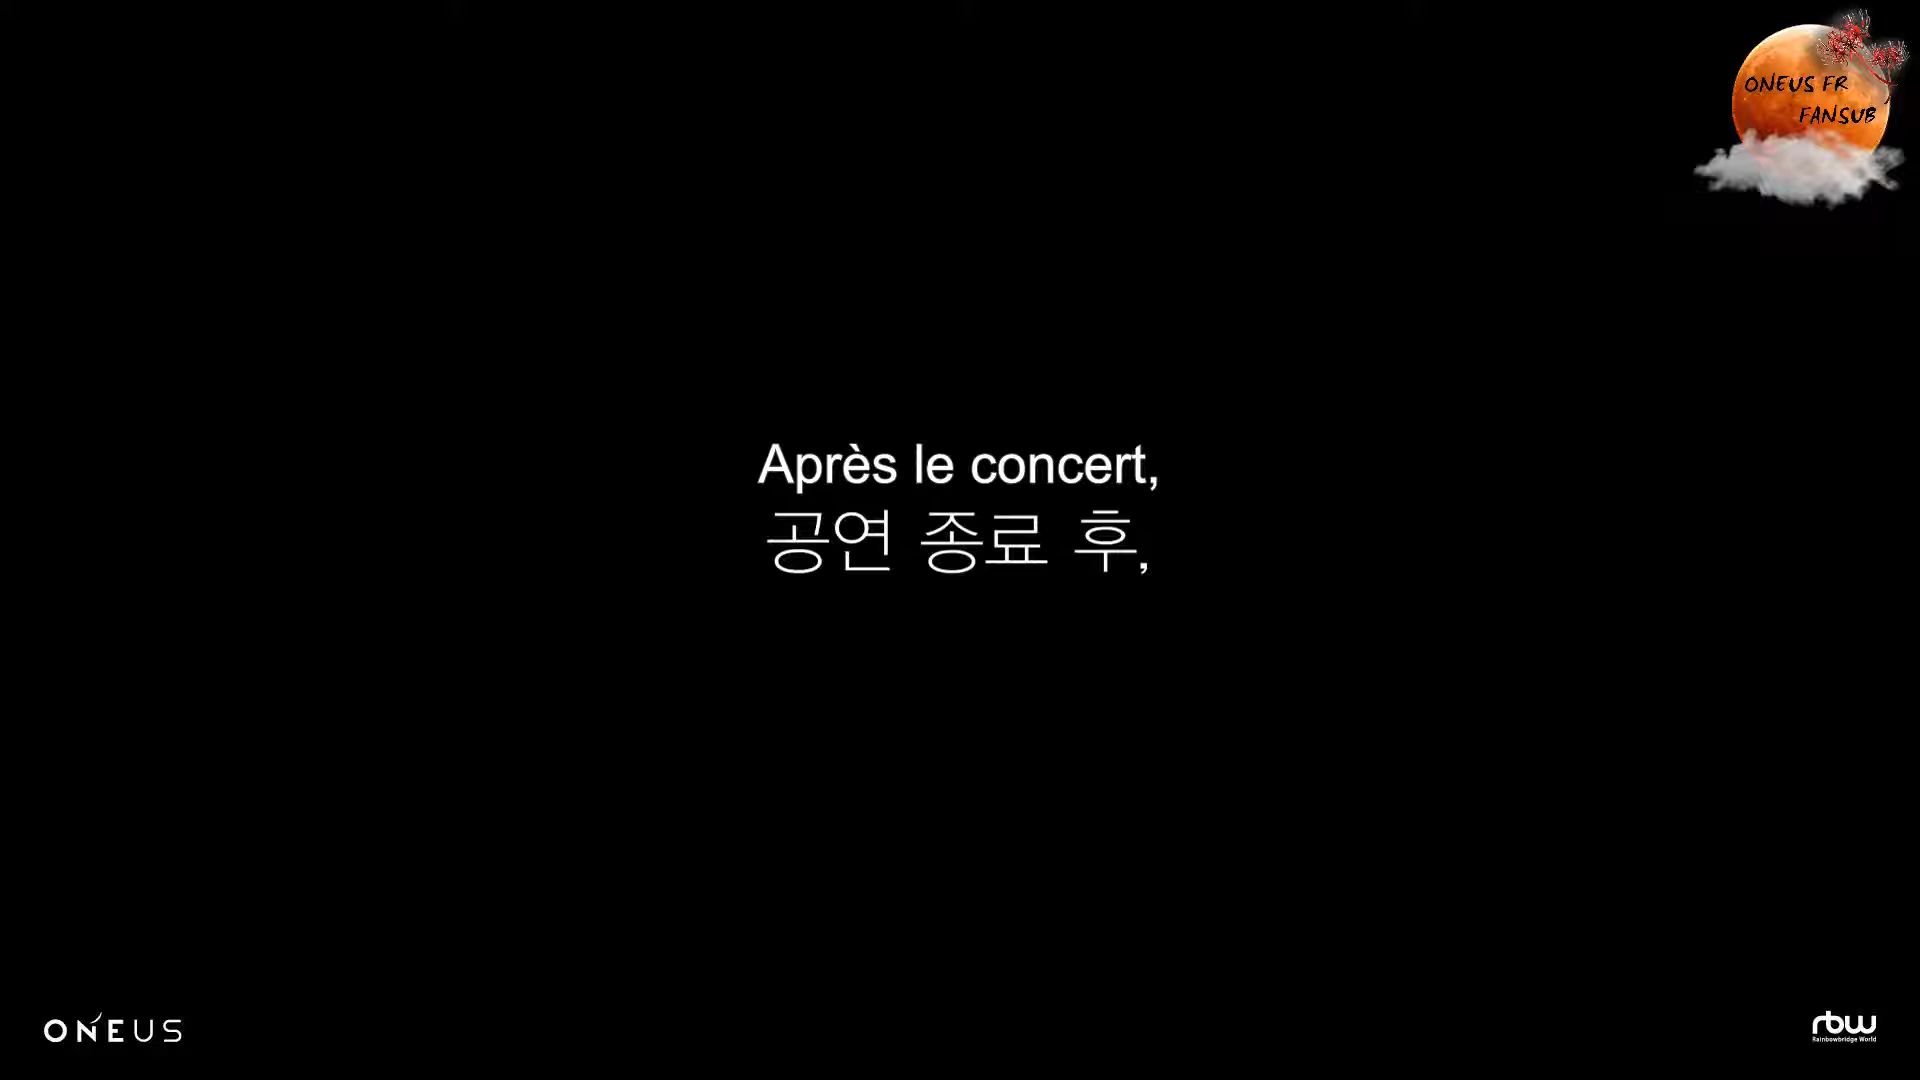 ONEUS FR
FANSUB
Après le concert,
공연 종료 후,
ONEUS
rbw
Rainbowbridge World